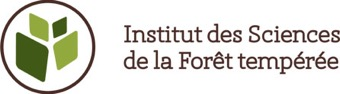 Institut des Sciences
de la Forêt tempérée